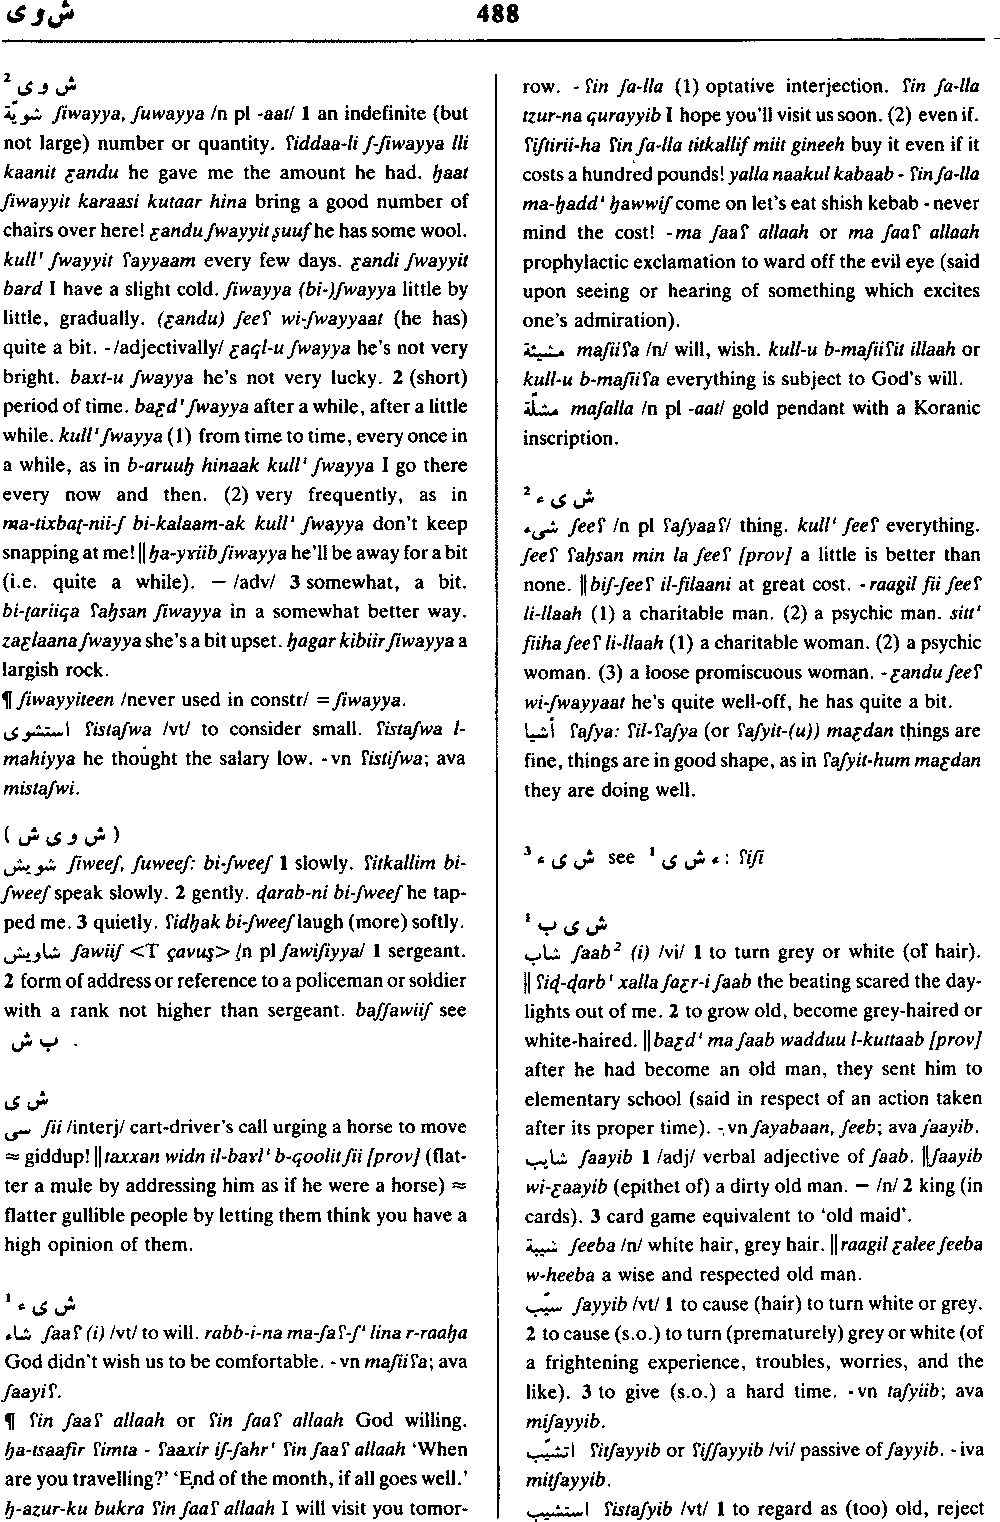 ش و ی
488
ش و ی ²
شويّة ʃiwayya, ʃuwayya /n pl -aat/ 1 an indefinite (but
not large) number or quantity. ʕiddaa-li ʃ-ʃiwayya lli
kaanit ȝandu he gave me the amount he had. ḥaat
ʃiwayyit karaasi kutaar hina bring a good number of
chairs over here! ȝandu ʃwayyit ṣuuf he has some wool.
kull' ʃwayyit ʕayyaam every few days. ȝandi ʃwayyit
bard I have a slight cold. ʃiwayya (bi-)ʃwayya little by
little, gradually. (ȝandu) ʃeeʕ wi-ʃwayyaat (he has)
quite a bit. -/adjectivally/ ȝaql-u ʃwayya he's not very
bright. baxt-u ʃwayya he's not very lucky. 2 (short)
period of time. baȝd' ʃwayya after a while, after a little
while. kull' ʃwayya (1) from time to time, every once in
a while, as in b-aruuḥ hinaak kull' ʃwayya I go there
every now and then. (2) very frequently, as in
ma-tixbaṭ-nii-ʃ bi-kalaam-ak kull' ʃwayya don't keep
snapping at me! || ḥa-yɣiib ʃiwayya he'll be away for a bit
(i.e. quite a while). — /adv/ 3 somewhat, a bit.
bi-ṭariiqa ʕaḥsan ʃiwayya in a somewhat better way.
zaȝlaana ʃwayya she's a bit upset. ḥagar kibiir ʃiwayya a
largish rock.
¶ ʃiwayyiteen /never used in constr/ = ʃiwayya.
استشوى ʕistaʃwa /vt/ to consider small. ʕistaʃwa l-
mahiyya he thought the salary low. -vn ʕistiʃwa; ava
mistaʃwi.
( ش و ی ش )
شويش ʃiweeʃ, ʃuweeʃ: bi-ʃweeʃ 1 slowly. ʕitkallim bi-
ʃweeʃ speak slowly. 2 gently. ḍarab-ni bi-ʃweeʃ he tap-
ped me. 3 quietly. ʕidḥak bi-ʃweeʃ laugh (more) softly.
شاويش ʃawiiʃ <T çavuş> /n pl ʃawiʃiyya/ 1 sergeant.
2 form of address or reference to a policeman or soldier
with a rank not higher than sergeant. baʃʃawiiʃ see
ب ش .
ش ی
شى ʃii /interj/ cart-driver's call urging a horse to move
≈ giddup! || taxxan widn il-baɣl' b-qoolit ʃii [prov] (flat-
ter a mule by addressing him as if he were a horse) ≈
flatter gullible people by letting them think you have a
high opinion of them.
ش ی ء ¹
شاء ʃaaʕ (i) /vt/ to will. rabb-i-na ma-ʃaʕ-ʃ' lina r-raaḥa
God didn't wish us to be comfortable. -vn maʃiiʕa; ava
ʃaayiʕ.
¶ ʕin ʃaaʕ allaah or ʕin ʃaaʕ allaah God willing.
ḥa-tsaafir ʕimta - ʕaaxir iʃ-ʃahr' ʕin ʃaaʕ allaah 'When
are you travelling?' 'End of the month, if all goes well.'
ḥ-azur-ku bukra ʕin ʃaaʕ allaah I will visit you tomor-
row. - ʕin ʃa-lla (1) optative interjection. ʕin ʃa-lla
tzur-na qurayyib I hope you'll visit us soon. (2) even if.
ʕiʃtirii-ha ʕin ʃa-lla titkallif miit gineeh buy it even if it
costs a hundred pounds! yalla naakul kabaab - ʕin ʃa-lla
ma-ḥadd' ḥawwiʃ come on let's eat shish kebab - never
mind the cost! -ma ʃaaʕ allaah or ma ʃaaʕ allaah
prophylactic exclamation to ward off the evil eye (said
upon seeing or hearing of something which excites
one's admiration).
مشيئة maʃiiʕa /n/ will, wish. kull-u b-maʃiiʕit illaah or
kull-u b-maʃiiʕa everything is subject to God's will.
مشلّة maʃalla /n pl -aat/ gold pendant with a Koranic
inscription.
ش ی ء ²
شىء ʃeeʕ /n pl ʕaʃyaaʕ/ thing. kull' ʃeeʕ everything.
ʃeeʕ ʕaḥsan min la ʃeeʕ [prov] a little is better than
none. || biʃ-ʃeeʕ il-filaani at great cost. -raagil fii ʃeeʕ
li-llaah (1) a charitable man. (2) a psychic man. sitt'
fiiha ʃeeʕ li-llaah (1) a charitable woman. (2) a psychic
woman. (3) a loose promiscuous woman. -ȝandu ʃeeʕ
wi-ʃwayyaat he's quite well-off, he has quite a bit.
أشيا ʕaʃya: ʕil-ʕaʃya (or ʕaʃyit-(u)) maȝdan things are
fine, things are in good shape, as in ʕaʃyit-hum maȝdan
they are doing well.
ش ی ء ³ see ش ی ء ¹ : ʕiʃi
ش ی ب ¹
شاب ʃaab² (i) /vi/ 1 to turn grey or white (of hair).
|| ʕiḍ-ḍarb' xalla ʃaȝr-i ʃaab the beating scared the day-
lights out of me. 2 to grow old, become grey-haired or
white-haired. || baȝd' ma ʃaab wadduu l-kuttaab [prov]
after he had become an old man, they sent him to
elementary school (said in respect of an action taken
after its proper time). -vn ʃayabaan, ʃeeb; ava ʃaayib.
شايب ʃaayib 1 /adj/ verbal adjective of ʃaab. || ʃaayib
wi-ȝaayib (epithet of) a dirty old man. — /n/ 2 king (in
cards). 3 card game equivalent to 'old maid'.
شيبة ʃeeba /n/ white hair, grey hair. || raagil ȝalee ʃeeba
w-heeba a wise and respected old man.
شيّب ʃayyib /vt/ 1 to cause (hair) to turn white or grey.
2 to cause (s.o.) to turn (prematurely) grey or white (of
a frightening experience, troubles, worries, and the
like). 3 to give (s.o.) a hard time. -vn taʃyiib; ava
miʃayyib.
اتشيّب ʕitʃayyib or ʕiʃʃayyib /vi/ passive of ʃayyib. -iva
mitʃayyib.
استشيب ʕistaʃyib /vt/ 1 to regard as (too) old, reject